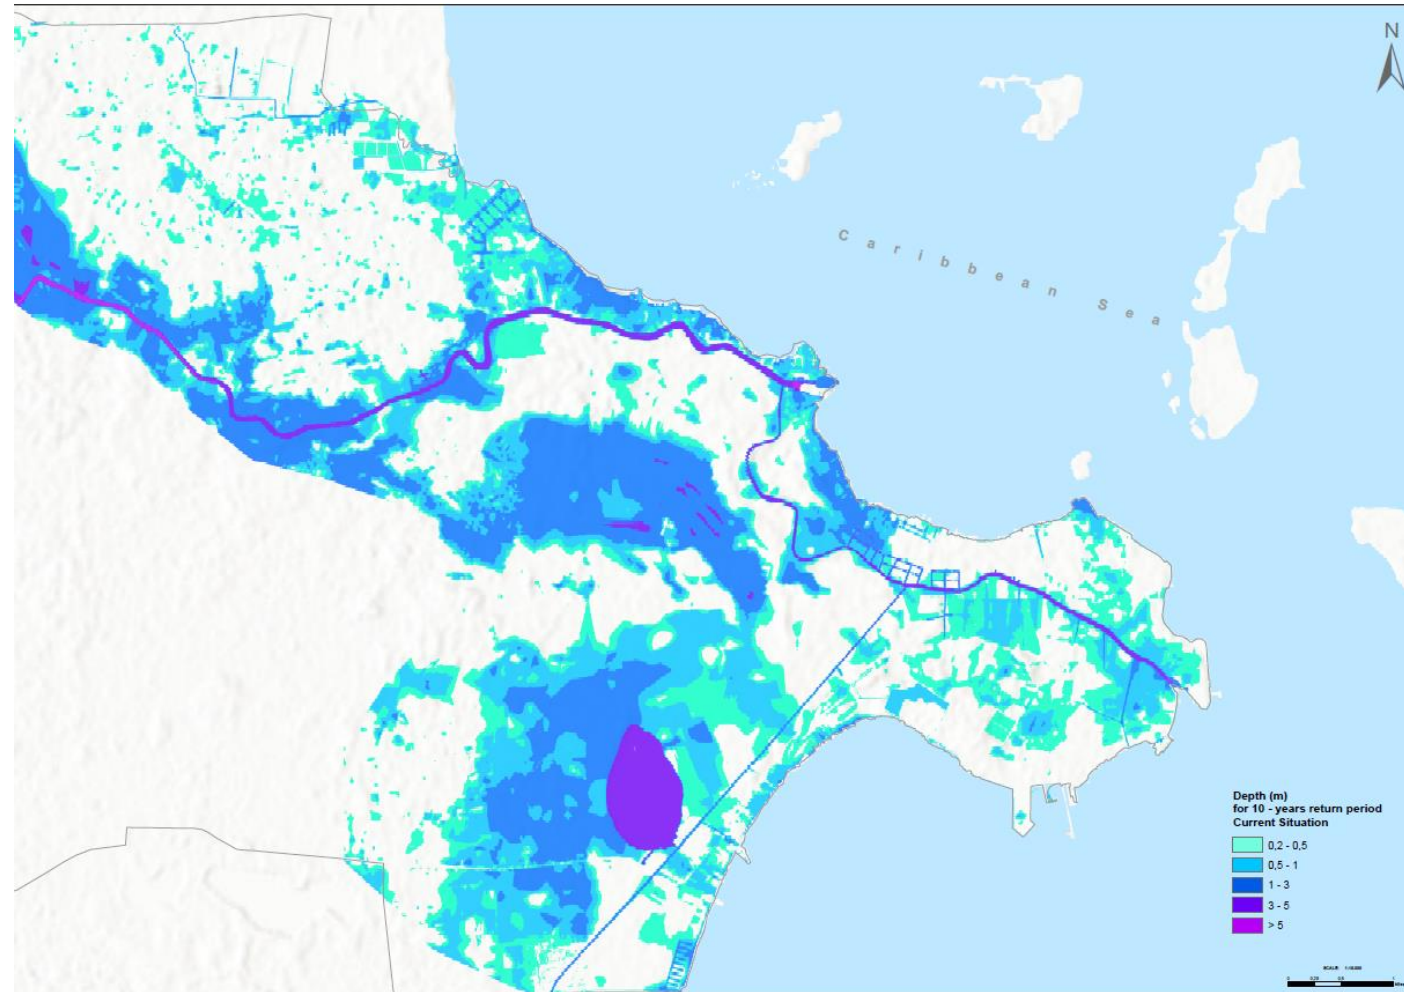 N
Caribbean Sea
Depth (m)
for 10 - years return period
Current Situation
0,2 - 0,5
0,5 - 1
1 - 3
3 - 5
> 5